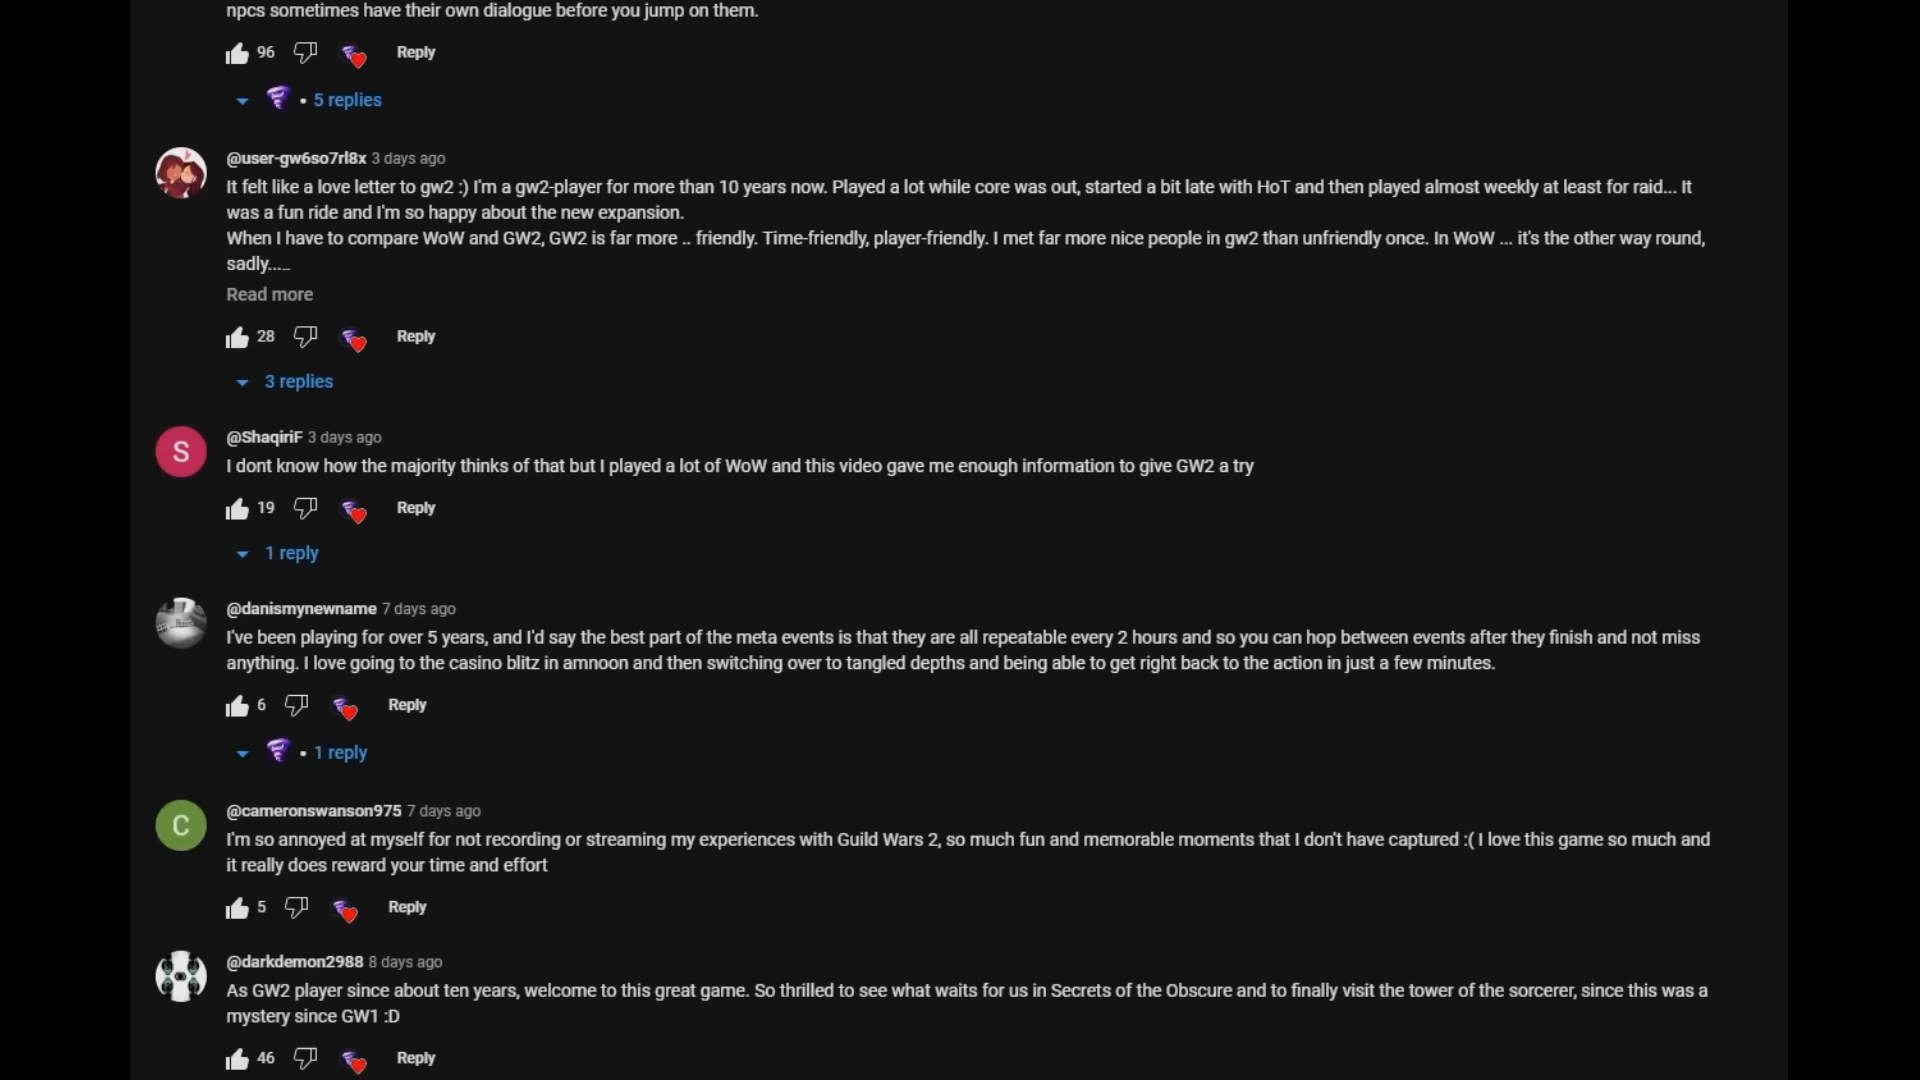 npcs sometimes have their own dialogue before you jump on them.
96 Reply
• 5 replies
@user-gw6so7rl8x 3 days ago
It felt like a love letter to gw2 :) I'm a gw2-player for more than 10 years now. Played a lot while core was out, started a bit late with HoT and then played almost weekly at least for raid... It
was a fun ride and I'm so happy about the new expansion.
When I have to compare WoW and GW2, GW2 is far more .. friendly. Time-friendly, player-friendly. I met far more nice people in gw2 than unfriendly once. In WoW ... it's the other way round,
sadly....…
Read more
28 Reply
3 replies
S
@ShaqiriF 3 days ago
I dont know how the majority thinks of that but I played a lot of WoW and this video gave me enough information to give GW2 a try
19 Reply
1 reply
@danismynewname 7 days ago
I've been playing for over 5 years, and I'd say the best part of the meta events is that they are all repeatable every 2 hours and so you can hop between events after they finish and not miss
anything. I love going to the casino blitz in amnoon and then switching over to tangled depths and being able to get right back to the action in just a few minutes.
6 Reply
• 1 reply
C
@cameronswanson975 7 days ago
I'm so annoyed at myself for not recording or streaming my experiences with Guild Wars 2, so much fun and memorable moments that I don't have captured :( I love this game so much and
it really does reward your time and effort
5 Reply
@darkdemon2988 8 days ago
As GW2 player since about ten years, welcome to this great game. So thrilled to see what waits for us in Secrets of the Obscure and to finally visit the tower of the sorcerer, since this was a
mystery since GW1 :D
46 Reply